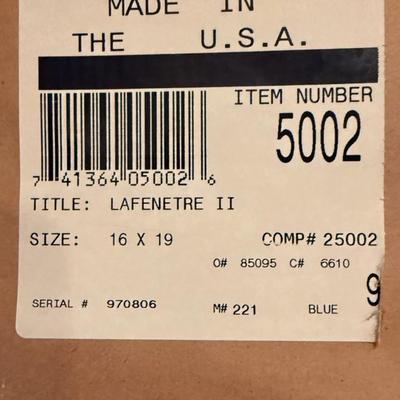 MADE IN
THE U.S.A.
ITEM NUMBER
5002
7 41364 05002 6
TITLE: LAFENETRE II
SIZE: 16 X 19 COMP# 25002
O# 85095 C# 6610
9
SERIAL # 970806 M# 221 BLUE